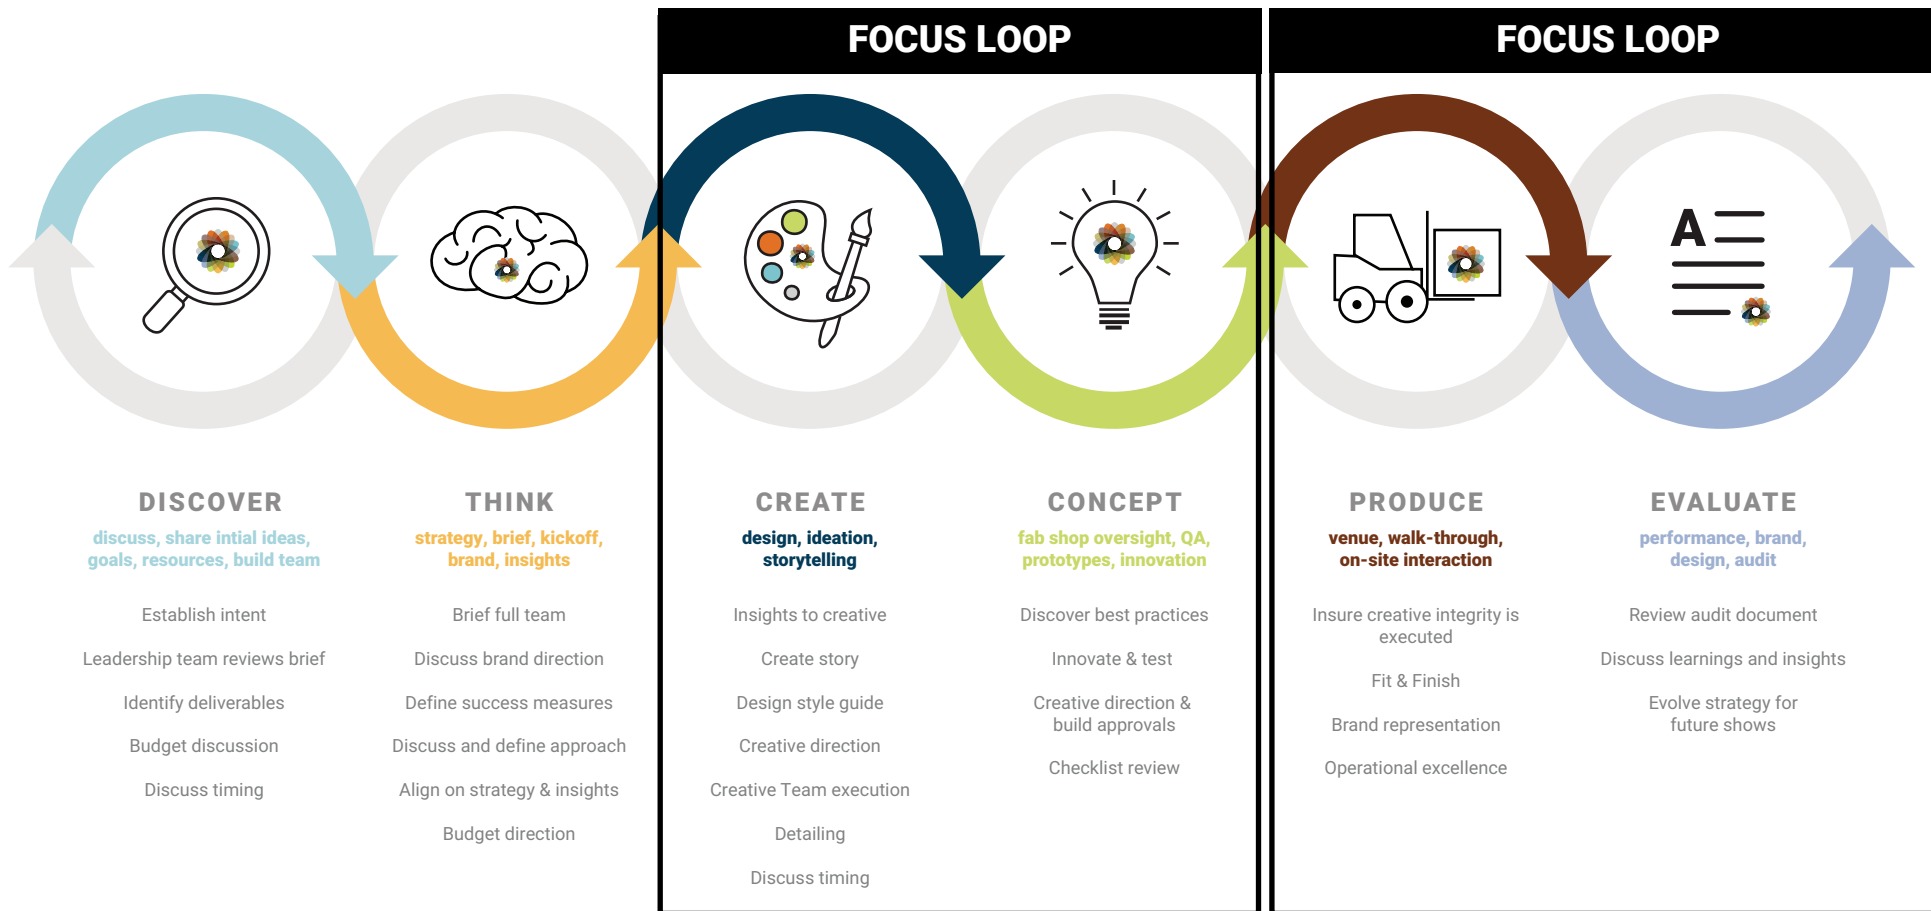 FOCUS LOOP
FOCUS LOOP
A
DISCOVER
discuss, share intial ideas,
goals, resources, build team
Establish intent
Leadership team reviews brief
Identify deliverables
Budget discussion
Discuss timing
THINK
strategy, brief, kickoff,
brand, insights
Brief full team
Discuss brand direction
Define success measures
Discuss and define approach
Align on strategy & insights
Budget direction
CREATE
design, ideation,
storytelling
Insights to creative
Create story
Design style guide
Creative direction
Creative Team execution
Detailing
Discuss timing
CONCEPT
fab shop oversight, QA,
prototypes, innovation
Discover best practices
Innovate & test
Creative direction &
build approvals
Checklist review
PRODUCE
venue, walk-through,
on-site interaction
Insure creative integrity is
executed
Fit & Finish
Brand representation
Operational excellence
EVALUATE
performance, brand,
design, audit
Review audit document
Discuss learnings and insights
Evolve strategy for
future shows